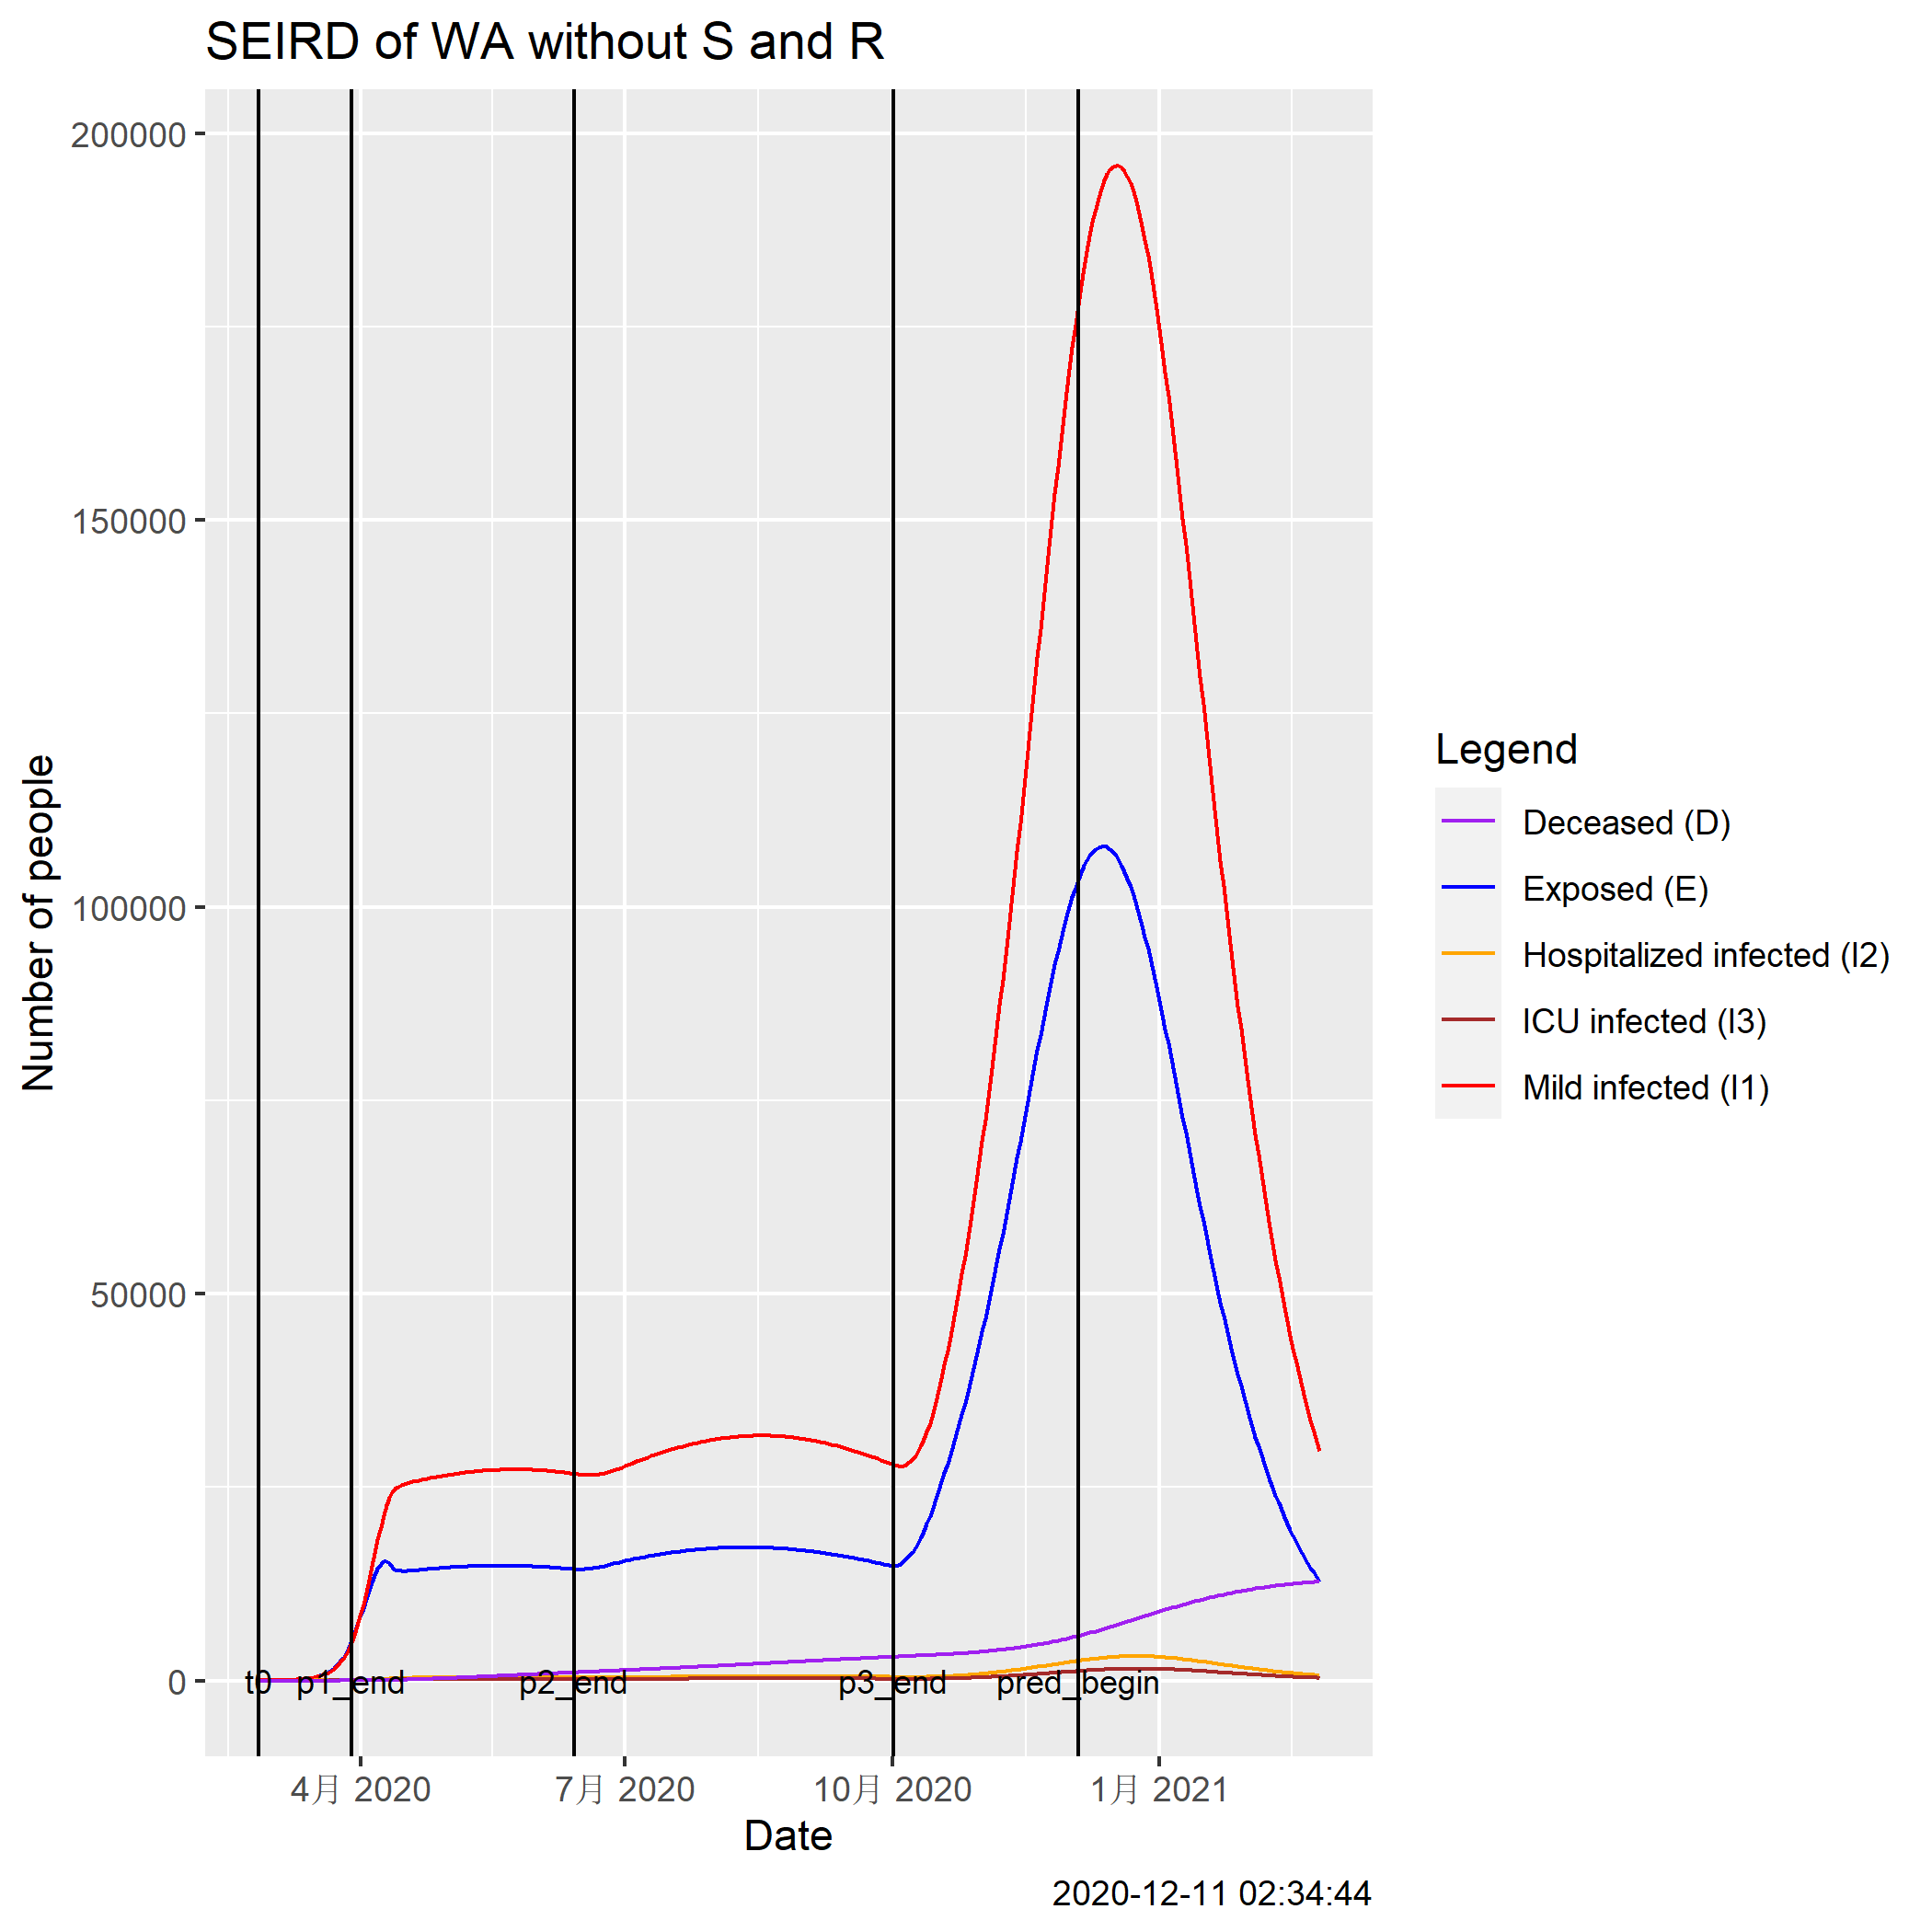 SEIRD of WA without S and R
Number of people
200000
150000
100000
50000
0
t0 p1_end p2_end p3_end pred_begin
4月 2020 7月 2020 10月 2020 1月 2021
Date
2020-12-11 02:34:44
Legend
Deceased (D)
Exposed (E)
Hospitalized infected (I2)
ICU infected (I3)
Mild infected (I1)